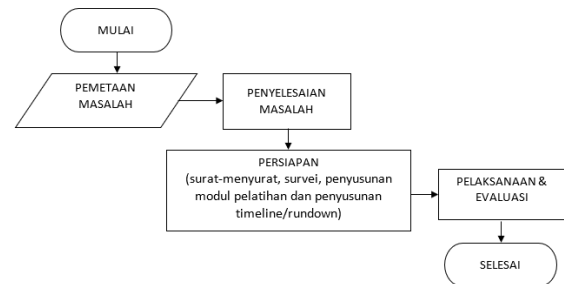 MULAI
PEMETAAN
MASALAH
PENYELESAIAN
MASALAH
PERSIAPAN
(surat-menyurat, survei, penyusunan
modul pelatihan dan penyusunan
timeline/rundown)
PELAKSANAAN &
EVALUASI
SELESAI